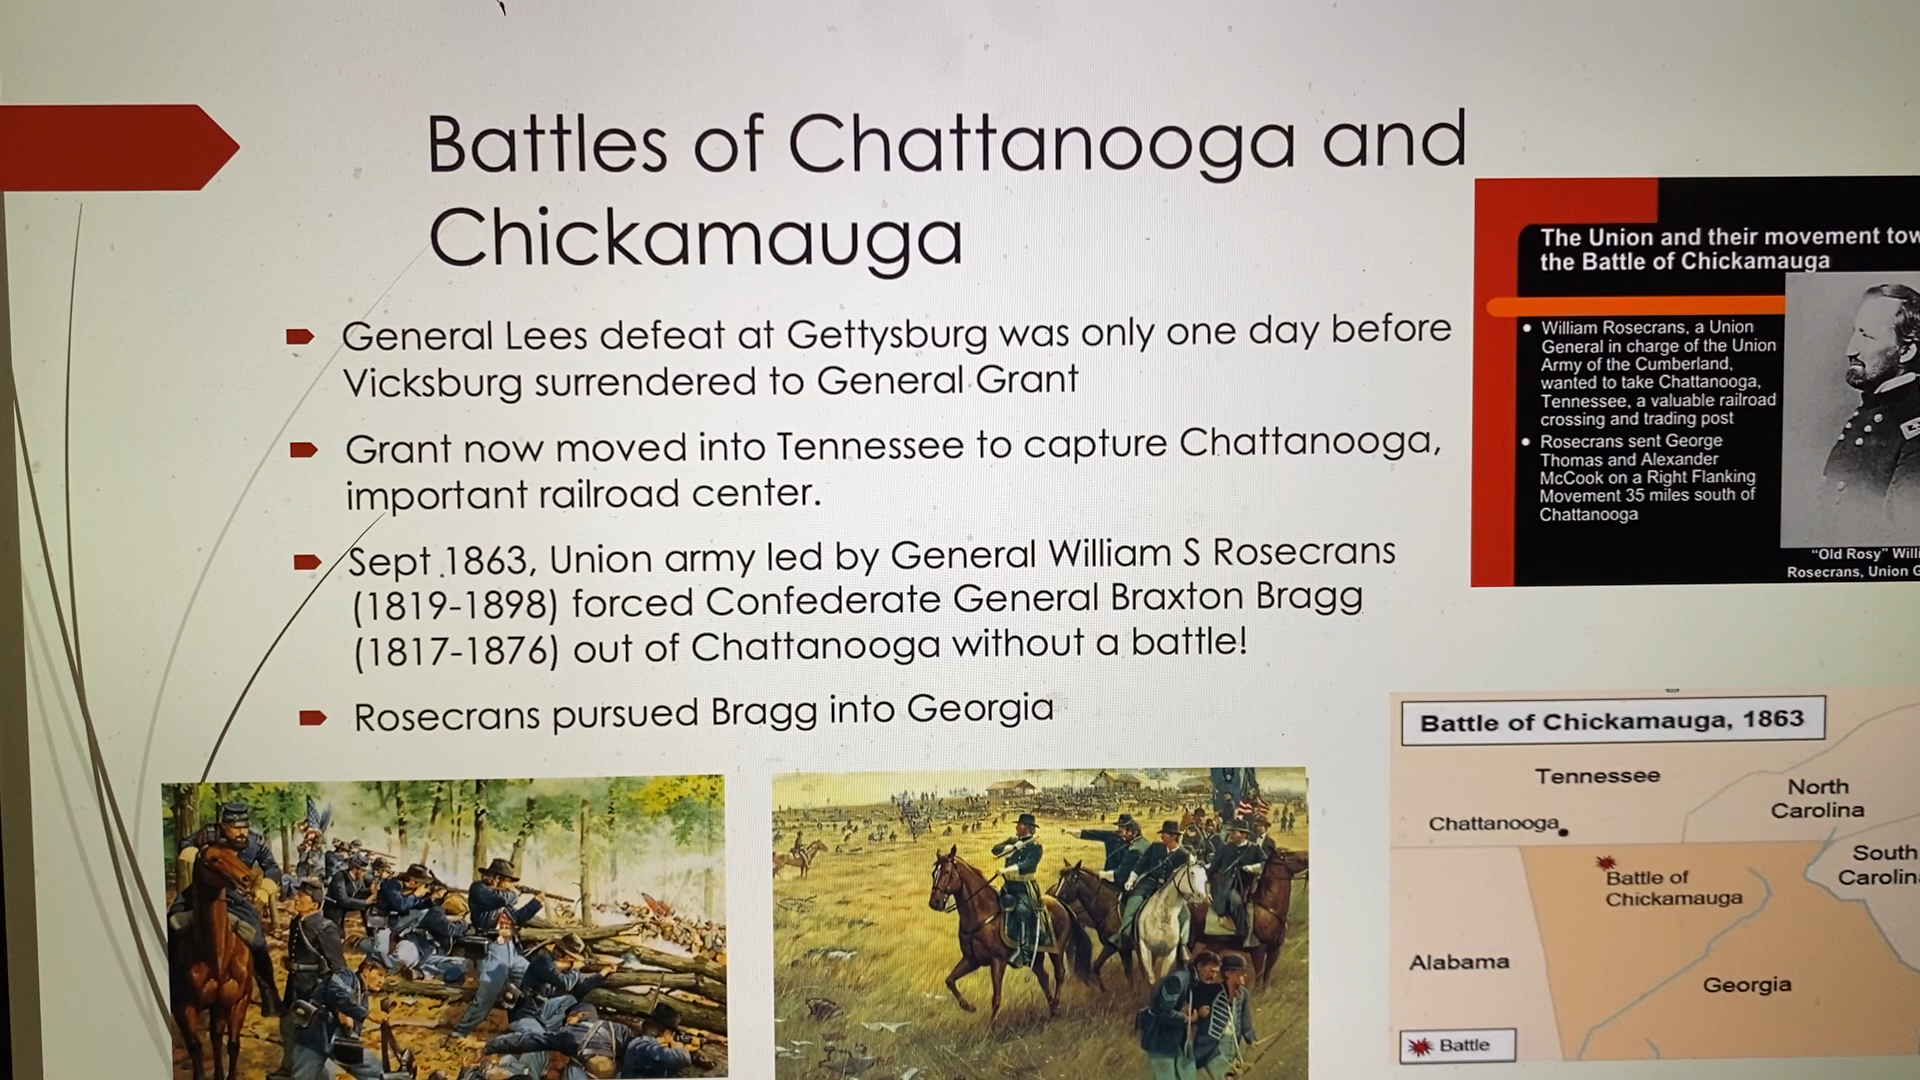 Battles of Chattanooga and
Chickamauga
General Lees defeat at Gettysburg was only one day before
Vicksburg surrendered to General Grant
Grant now moved into Tennessee to capture Chattanooga,
important railroad center.
Sept 1863, Union army led by General William S Rosecrans
(1819-1898) forced Confederate General Braxton Bragg
(1817-1876) out of Chattanooga without a battle!
Rosecrans pursued Bragg into Georgia
The Union and their movement tow
the Battle of Chickamauga
William Rosecrans, a Union
General in charge of the Union
Army of the Cumberland,
wanted to take Chattanooga,
Tennessee, a valuable railroad
crossing and trading post
Rosecrans sent George
Thomas and Alexander
McCook on a Right Flanking
Movement 35 miles south of
Chattanooga
"Old Rosy" Willi
Rosecrans, Union G
Battle of Chickamauga, 1863
Tennessee
North
Carolina
Chattanooga
South
Carolin
Battle of
Chickamauga
Alabama
Georgia
Battle